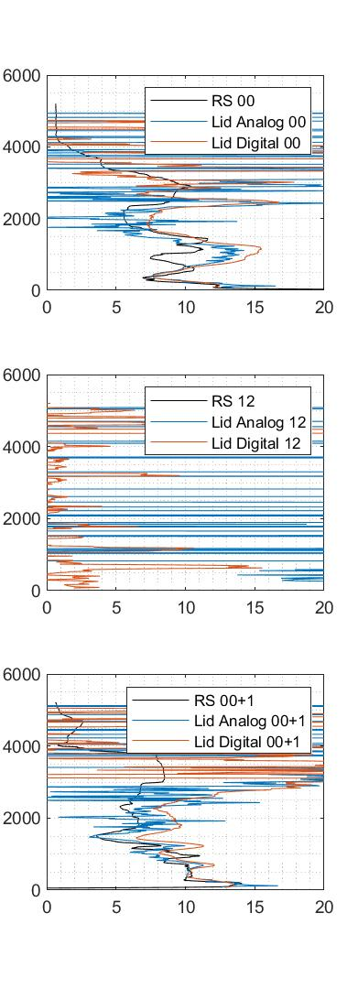 6000
RS 00
Lid Analog 00
Lid Digital 00
4000
2000
0
0 5 10 15 20
6000
RS 12
Lid Analog 12
Lid Digital 12
4000
2000
0
0 5 10 15 20
6000
RS 00+1
Lid Analog 00+1
Lid Digital 00+1
4000
2000
0
0 5 10 15 20